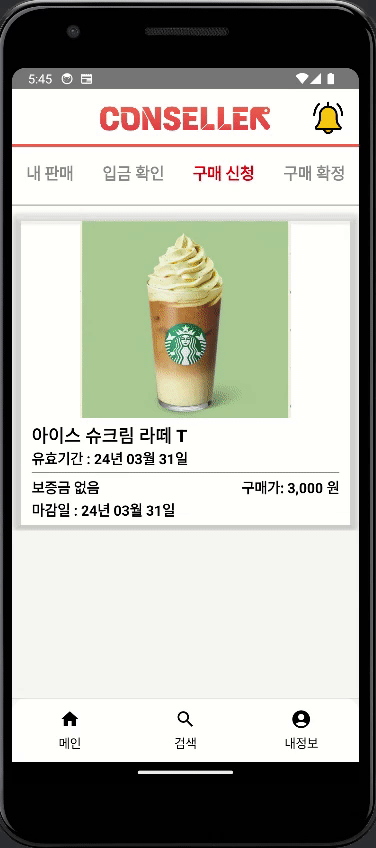 5:45
CONSELLER
내 판매 입금 확인 구매 신청 구매 확정
아이스 슈크림 라떼 T
유효기간 : 24년 03월 31일
보증금 없음 구매가: 3,000 원
마감일 : 24년 03월 31일
메인 검색 내정보